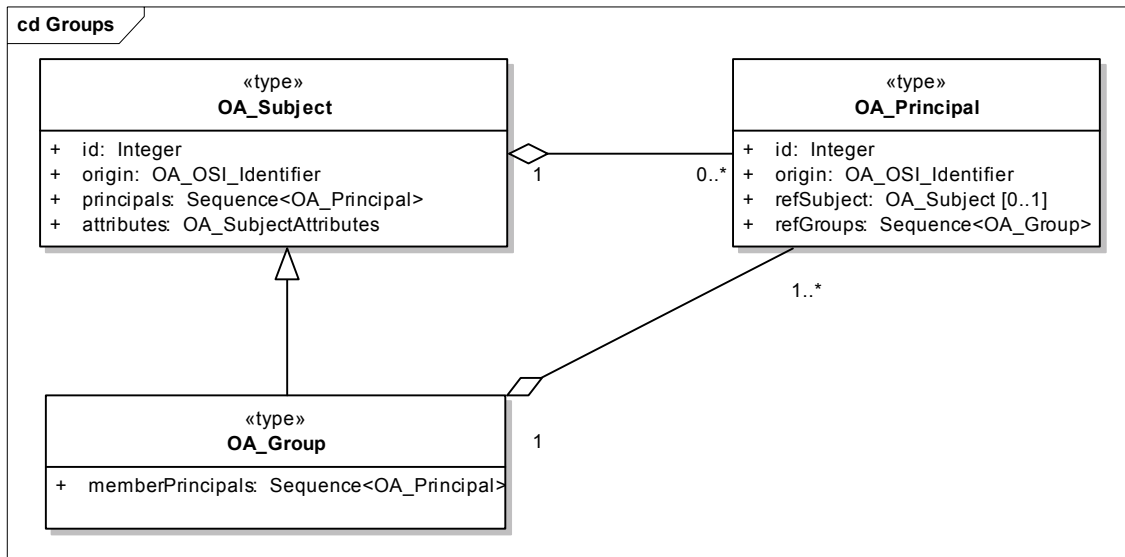 cd Groups
«type»
OA_Subject
+ id: Integer
+ origin: OA_OSI_Identifier
+ principals: Sequence<OA_Principal>
+ attributes: OA_SubjectAttributes
«type»
OA_Principal
+ id: Integer
+ origin: OA_OSI_Identifier
+ refSubject: OA_Subject [0..1]
+ refGroups: Sequence<OA_Group>
1
0..*
1..*
«type»
OA_Group
+ memberPrincipals: Sequence<OA_Principal>
1